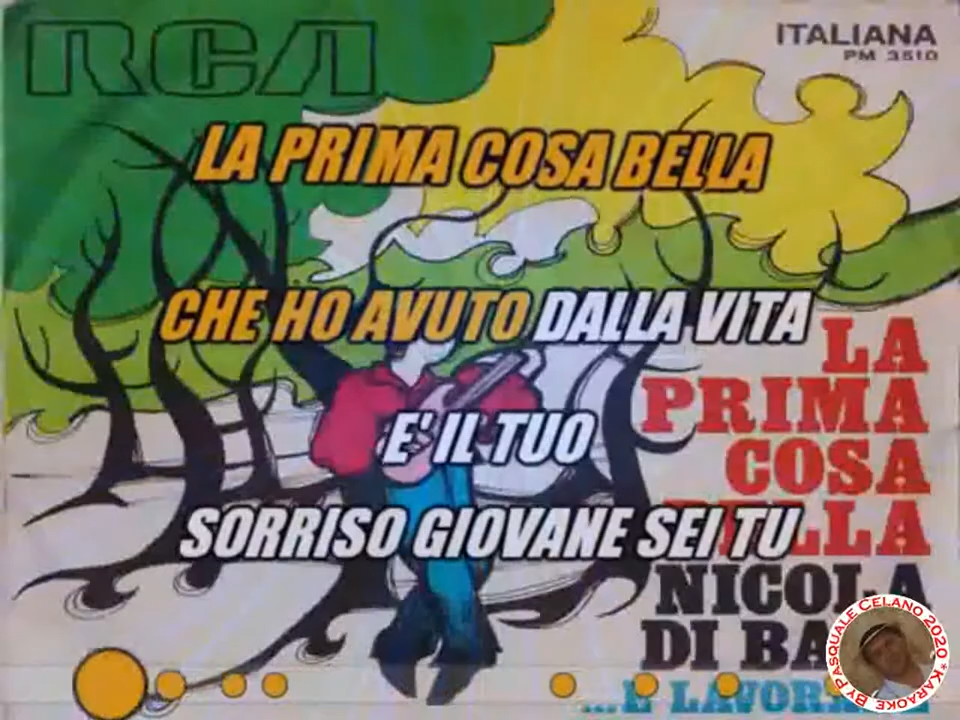 RCA
ITALIANA
PM 3510
LA PRIMA COSA BELLA
CHE HO AVUTO DALLA VITA
E' IL TUO
SORRISO GIOVANE SEI TU
LA
PRIMA
COSA
BELLA
NICOLA
DI BA
...E LAVOR
KARAOKE BY PASQUALE CELANO 2020 *